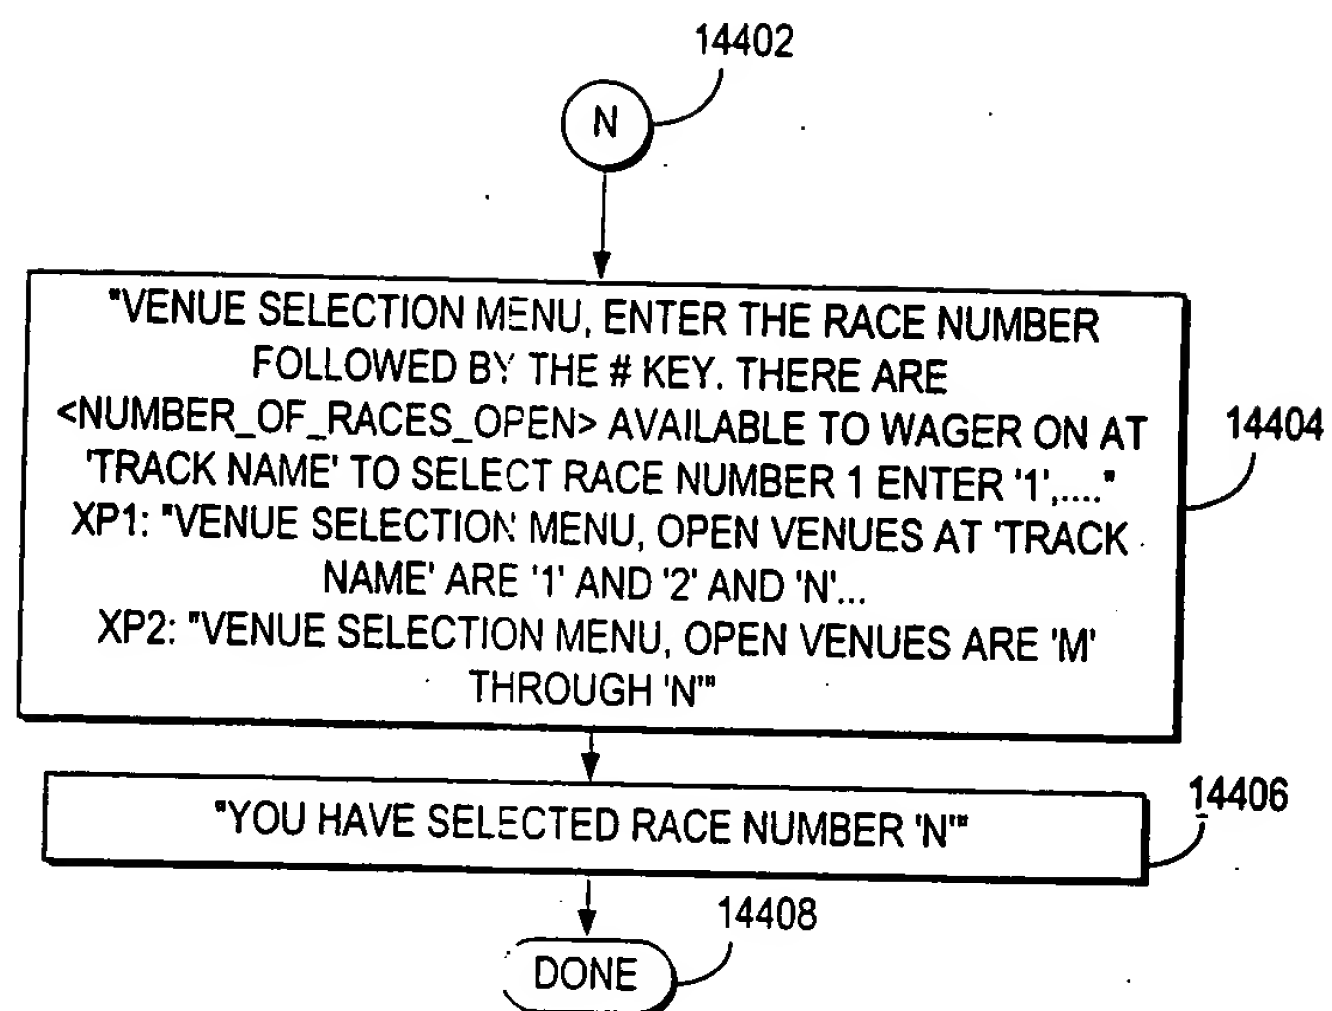 14402
N
"VENUE SELECTION MENU, ENTER THE RACE NUMBER
FOLLOWED BY THE # KEY. THERE ARE
<NUMBER_OF_RACES_OPEN> AVAILABLE TO WAGER ON AT
'TRACK NAME' TO SELECT RACE NUMBER 1 ENTER '1',...."
XP1: "VENUE SELECTION MENU, OPEN VENUES AT 'TRACK
NAME' ARE '1' AND '2' AND 'N'...
XP2: "VENUE SELECTION MENU, OPEN VENUES ARE 'M'
THROUGH 'N'"
14404
"YOU HAVE SELECTED RACE NUMBER 'N'"
14406
14408
DONE